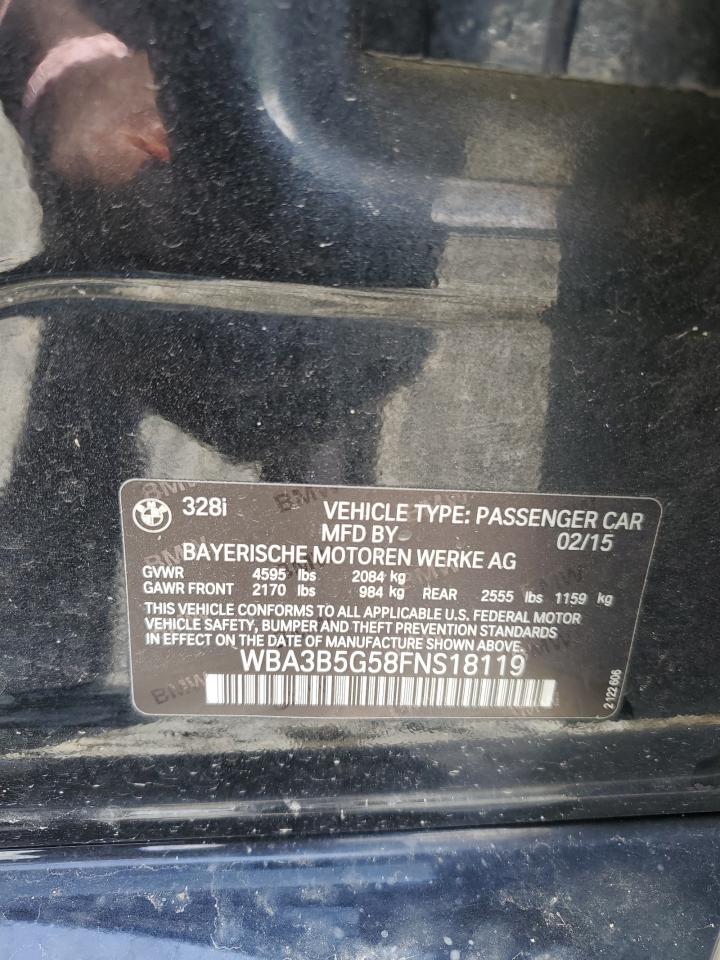 328i VEHICLE TYPE: PASSENGER CAR
MFD BY 02/15
BAYERISCHE MOTOREN WERKE AG
GVWR 4595 lbs 2084 kg
GAWR FRONT 2170 lbs 984 kg REAR 2555 lbs 1159 kg
THIS VEHICLE CONFORMS TO ALL APPLICABLE U.S. FEDERAL MOTOR
VEHICLE SAFETY, BUMPER AND THEFT PREVENTION STANDARDS
IN EFFECT ON THE DATE OF MANUFACTURE SHOWN ABOVE.
WBA3B5G58FNS18119
2 122 606